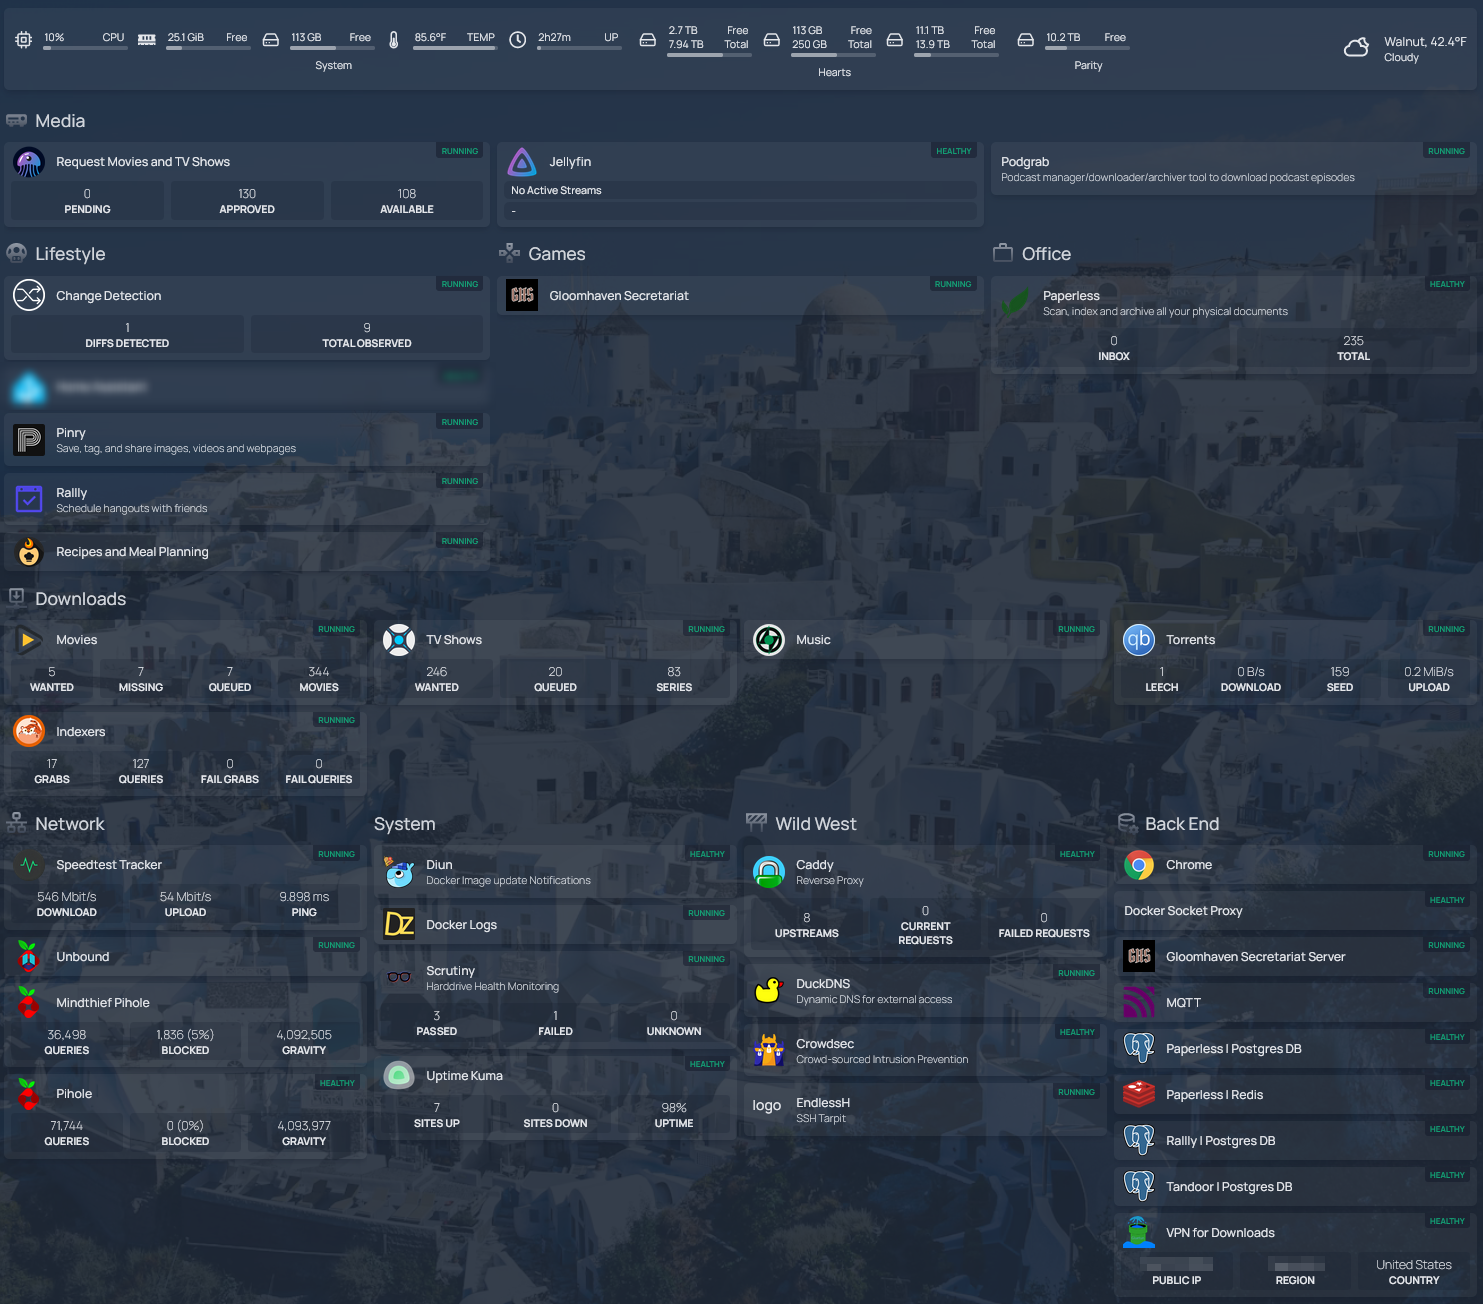 10% CPU
25.1 GiB Free
113 GB Free
85.6°F TEMP
2h27m UP
System
2.7 TB Free
7.94 TB Total
113 GB Free
250 GB Total
11.1 TB Free
13.9 TB Total
Hearts
10.2 TB Free
Parity
Walnut, 42.4°F
Cloudy
Media
Request Movies and TV Shows
RUNNING
0 130 108
PENDING APPROVED AVAILABLE
Jellyfin
HEALTHY
No Active Streams
-
Podgrab
RUNNING
Podcast manager/downloader/archiver tool to download podcast episodes
Lifestyle
Change Detection
RUNNING
1 9
DIFFS DETECTED TOTAL OBSERVED
Pinry
RUNNING
Save, tag, and share images, videos and webpages
Rallly
RUNNING
Schedule hangouts with friends
Recipes and Meal Planning
RUNNING
Games
GHS
Gloomhaven Secretariat
RUNNING
Office
Paperless
HEALTHY
Scan, index and archive all your physical documents
0 235
INBOX TOTAL
Downloads
Movies
RUNNING
5 7 7 344
WANTED MISSING QUEUED MOVIES
TV Shows
RUNNING
246 20 83
WANTED QUEUED SERIES
Music
RUNNING
qb
Torrents
RUNNING
1 0 B/s 159 0.2 MiB/s
LEECH DOWNLOAD SEED UPLOAD
Indexers
RUNNING
17 127 0 0
GRABS QUERIES FAIL GRABS FAIL QUERIES
Network
Speedtest Tracker
RUNNING
546 Mbit/s 54 Mbit/s 9.898 ms
DOWNLOAD UPLOAD PING
Unbound
RUNNING
Mindthief Pihole
36,498 1,836 (5%) 4,092,505
QUERIES BLOCKED GRAVITY
Pihole
HEALTHY
71,744 0 (0%) 4,093,977
QUERIES BLOCKED GRAVITY
System
Diun
HEALTHY
Docker Image update Notifications
DZ
Docker Logs
RUNNING
Scrutiny
RUNNING
Harddrive Health Monitoring
3 1 0
PASSED FAILED UNKNOWN
Uptime Kuma
HEALTHY
7 0 98%
SITES UP SITES DOWN UPTIME
Wild West
Caddy
HEALTHY
Reverse Proxy
8 0 0
UPSTREAMS CURRENT REQUESTS FAILED REQUESTS
DuckDNS
RUNNING
Dynamic DNS for external access
Crowdsec
HEALTHY
Crowd-sourced Intrusion Prevention
logo
EndlessH
RUNNING
SSH Tarpit
Back End
Chrome
RUNNING
Docker Socket Proxy
HEALTHY
GHS
Gloomhaven Secretariat Server
RUNNING
MQTT
RUNNING
Paperless | Postgres DB
HEALTHY
Paperless | Redis
HEALTHY
Rallly | Postgres DB
HEALTHY
Tandoor | Postgres DB
HEALTHY
VPN for Downloads
HEALTHY
United States
PUBLIC IP REGION COUNTRY